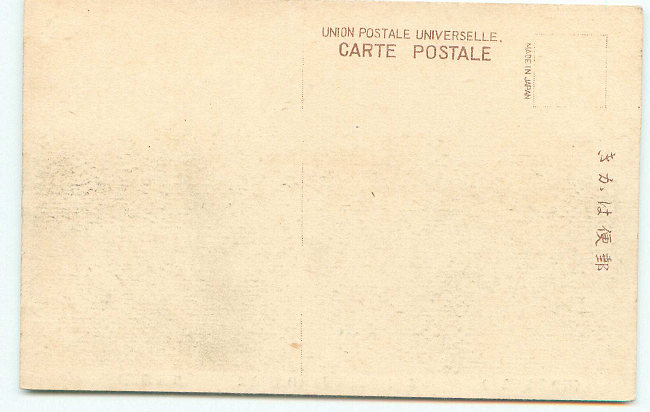 UNION POSTALE UNIVERSELLE.
CARTE POSTALE
MADE IN JAPAN
きかは便郵